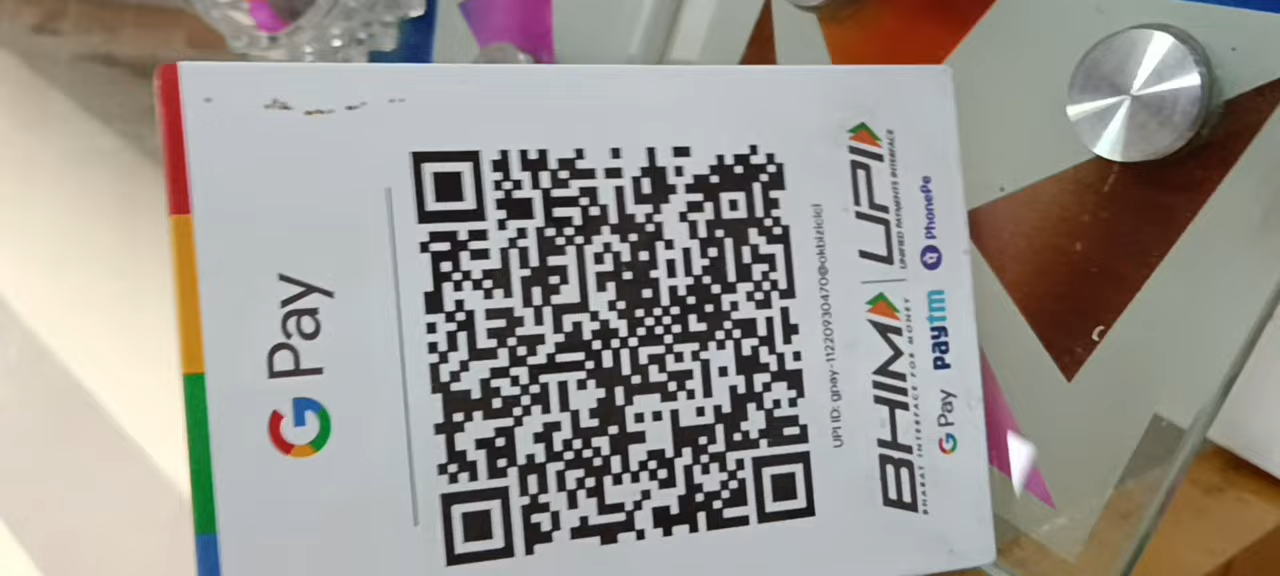 G Pay
UPI ID: gpay-11220930470@okbizicici
BHIM UPI
BHARAT INTERFACE FOR MONEY UNIFIED PAYMENTS INTERFACE
G Pay Paytm PhonePe